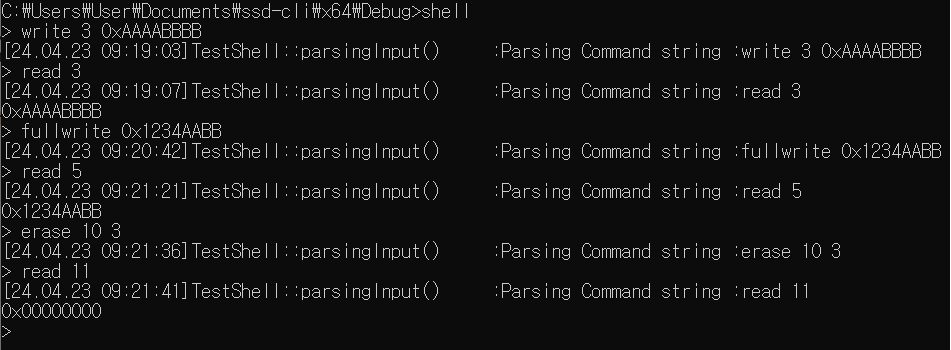 C:₩Users₩User₩Documents₩ssd-cli₩x64₩Debug>shell
> write 3 0xAAAABBBB
[24.04.23 09:19:03]TestShell::parsingInput() :Parsing Command string :write 3 0xAAAABBBB
> read 3
[24.04.23 09:19:07]TestShell::parsingInput() :Parsing Command string :read 3
0xAAAABBBB
> fullwrite 0x1234AABB
[24.04.23 09:20:42]TestShell::parsingInput() :Parsing Command string :fullwrite 0x1234AABB
> read 5
[24.04.23 09:21:21]TestShell::parsingInput() :Parsing Command string :read 5
0x1234AABB
> erase 10 3
[24.04.23 09:21:36]TestShell::parsingInput() :Parsing Command string :erase 10 3
> read 11
[24.04.23 09:21:41]TestShell::parsingInput() :Parsing Command string :read 11
0x00000000
>